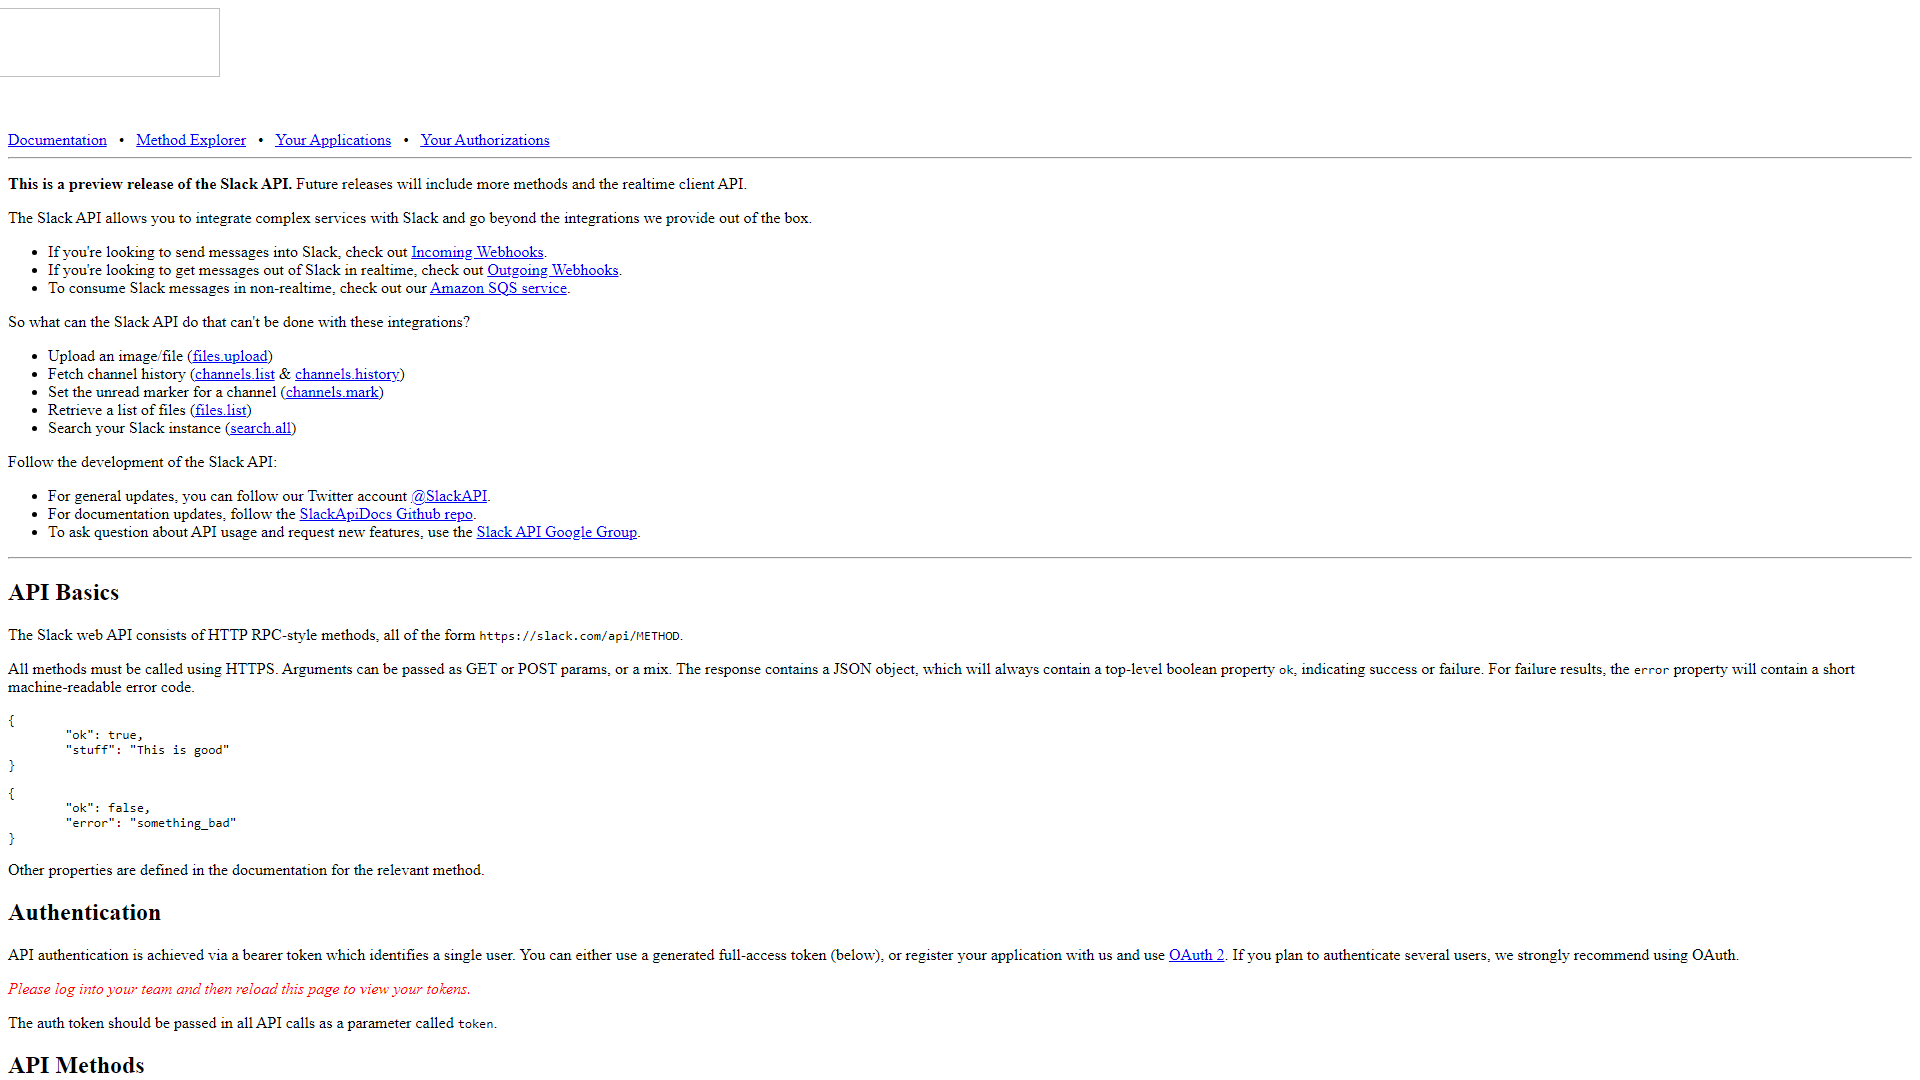 Documentation • Method Explorer • Your Applications • Your Authorizations
This is a preview release of the Slack API. Future releases will include more methods and the realtime client API.
The Slack API allows you to integrate complex services with Slack and go beyond the integrations we provide out of the box.
• If you're looking to send messages into Slack, check out Incoming Webhooks.
• If you're looking to get messages out of Slack in realtime, check out Outgoing Webhooks.
• To consume Slack messages in non-realtime, check out our Amazon SQS service.
So what can the Slack API do that can't be done with these integrations?
• Upload an image/file (files.upload)
• Fetch channel history (channels.list & channels.history)
• Set the unread marker for a channel (channels.mark)
• Retrieve a list of files (files.list)
• Search your Slack instance (search.all)
Follow the development of the Slack API:
• For general updates, you can follow our Twitter account @SlackAPI.
• For documentation updates, follow the SlackApiDocs Github repo.
• To ask question about API usage and request new features, use the Slack API Google Group.
API Basics
The Slack web API consists of HTTP RPC-style methods, all of the form https://slack.com/api/METHOD.
All methods must be called using HTTPS. Arguments can be passed as GET or POST params, or a mix. The response contains a JSON object, which will always contain a top-level boolean property ok, indicating success or failure. For failure results, the error property will contain a short
machine-readable error code.
{
"ok": true,
"stuff": "This is good"
}
{
"ok": false,
"error": "something_bad"
}
Other properties are defined in the documentation for the relevant method.
Authentication
API authentication is achieved via a bearer token which identifies a single user. You can either use a generated full-access token (below), or register your application with us and use OAuth 2. If you plan to authenticate several users, we strongly recommend using OAuth.
Please log into your team and then reload this page to view your tokens.
The auth token should be passed in all API calls as a parameter called token.
API Methods